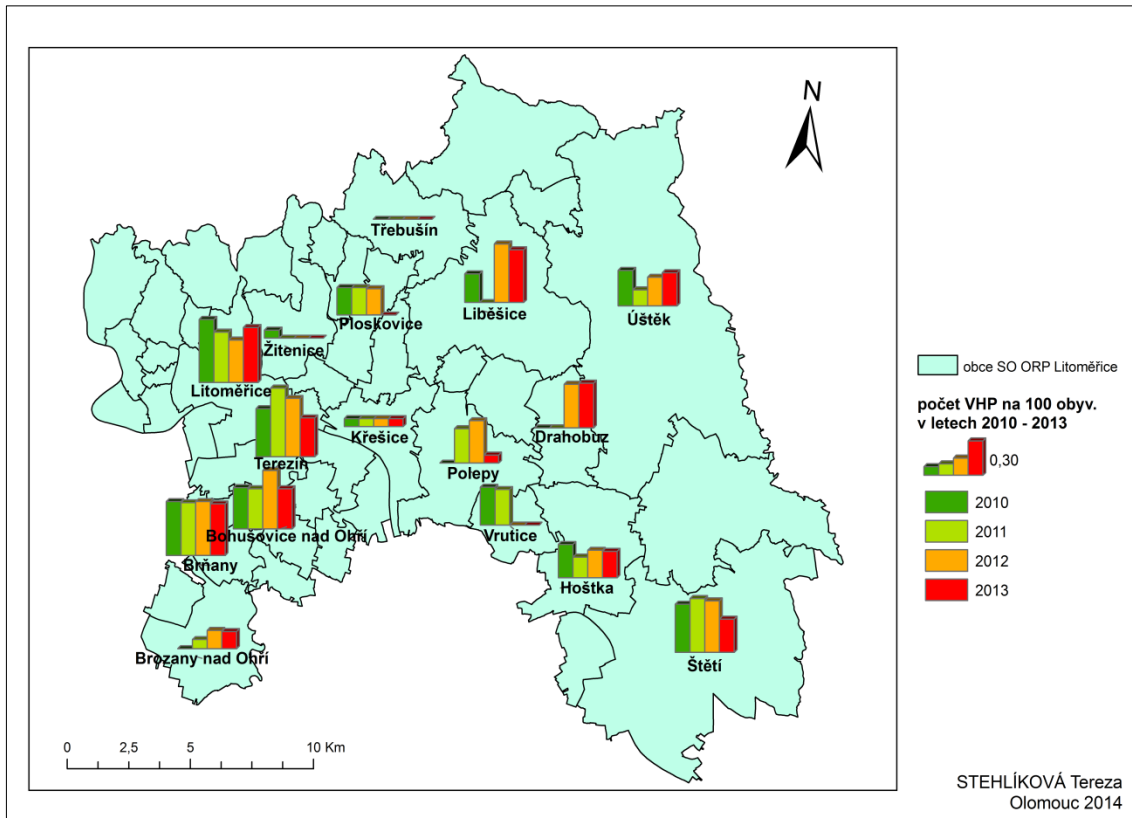 N
Třebušín
Ploskovice
Liběšice
Úštěk
Žitenice
Litoměřice
Terezín
Křešice
Polepy
Drahobuz
Vrutice
Bohušovice nad Ohří
Brňany
Hoštka
Štětí
Brozany nad Ohří
0 2,5 5 10 Km
obce SO ORP Litoměřice
počet VHP na 100 obyv.
v letech 2010 - 2013
0,30
2010
2011
2012
2013
STEHLÍKOVÁ Tereza
Olomouc 2014